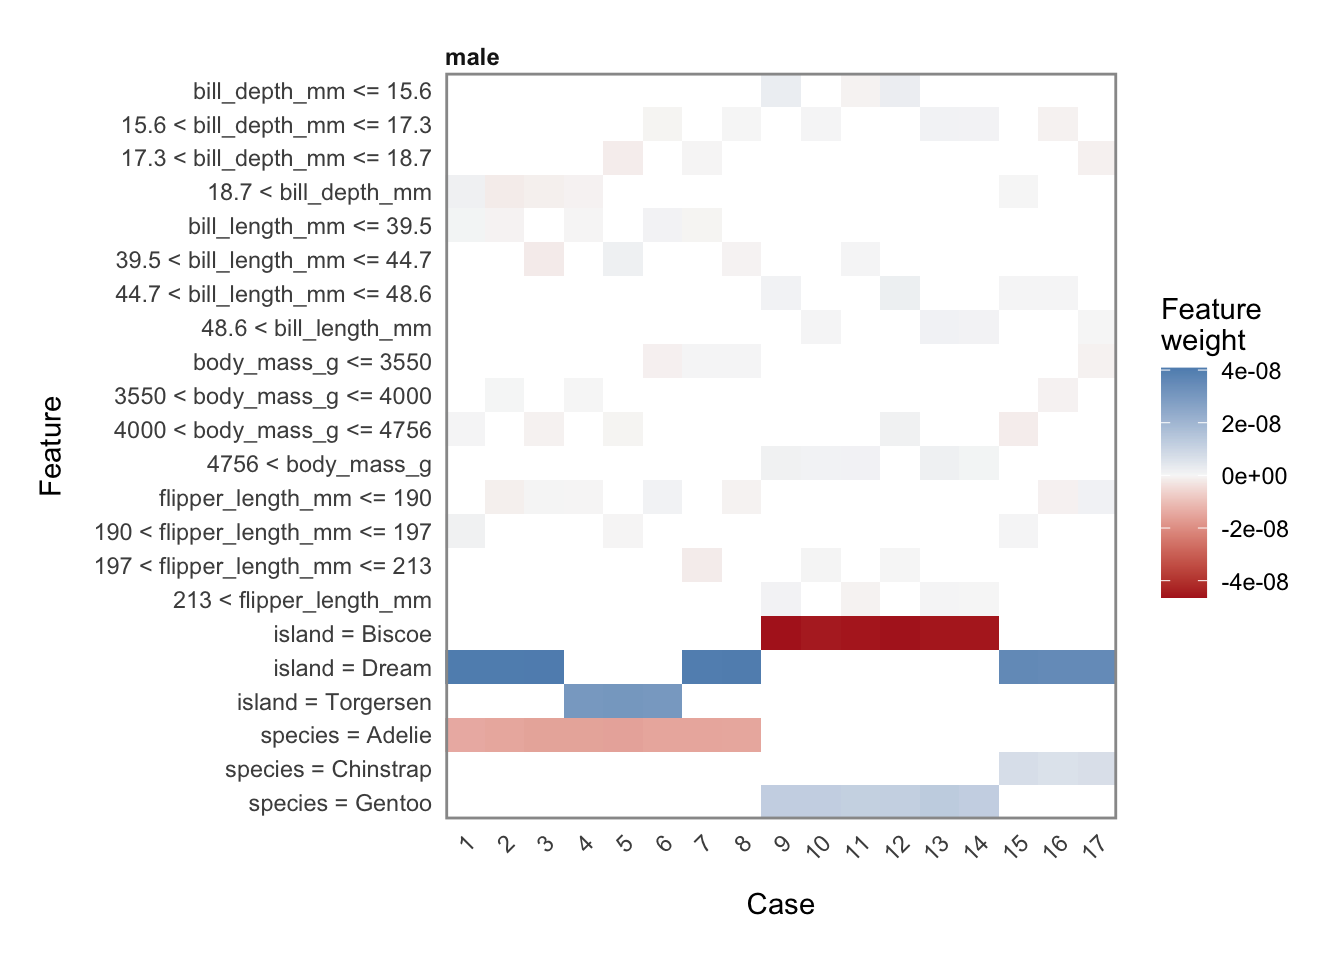 male
bill_depth_mm <= 15.6
15.6 < bill_depth_mm <= 17.3
17.3 < bill_depth_mm <= 18.7
18.7 < bill_depth_mm
bill_length_mm <= 39.5
39.5 < bill_length_mm <= 44.7
44.7 < bill_length_mm <= 48.6
48.6 < bill_length_mm
body_mass_g <= 3550
3550 < body_mass_g <= 4000
4000 < body_mass_g <= 4756
4756 < body_mass_g
flipper_length_mm <= 190
190 < flipper_length_mm <= 197
197 < flipper_length_mm <= 213
213 < flipper_length_mm
island = Biscoe
island = Dream
island = Torgersen
species = Adelie
species = Chinstrap
species = Gentoo
Feature
1 2 3 4 5 6 7 8 9 10 11 12 13 14 15 16 17
Case
Feature
weight
4e-08
2e-08
0e+00
-2e-08
-4e-08